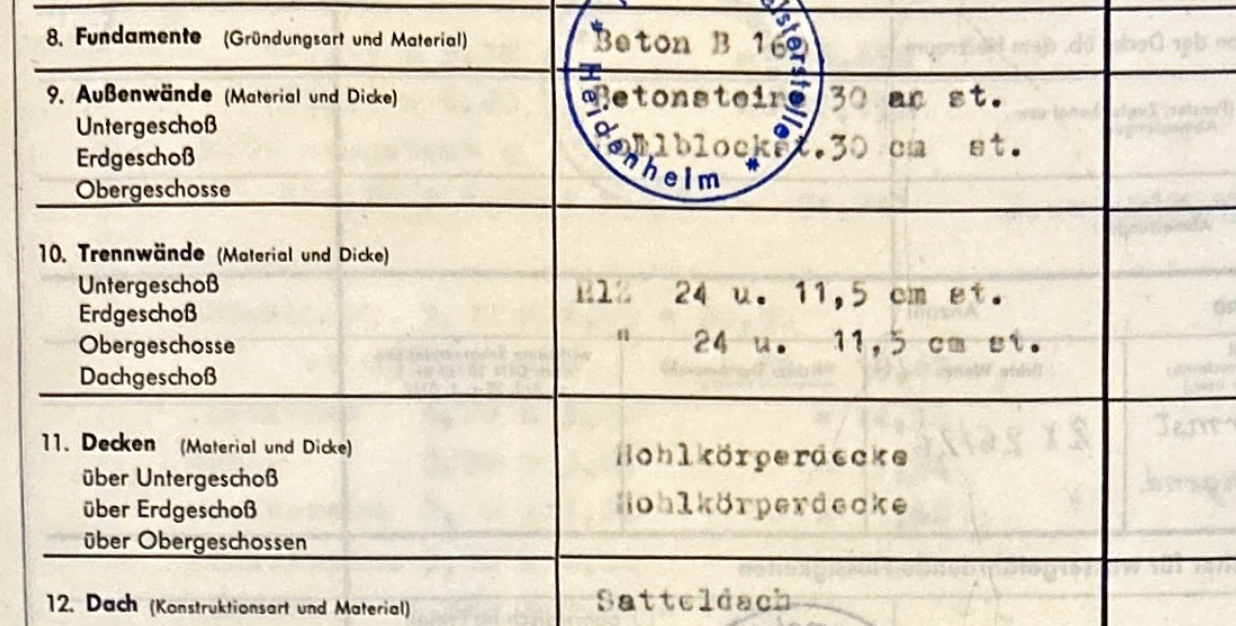 8. Fundamente (Gründungsart und Material) Beton B 160
9. Außenwände (Material und Dicke) Betonstein 30 st.
Untergeschoß
Erdgeschoß 30 cm st.
Obergeschosse
Heidenheim
10. Trennwände (Material und Dicke)
Untergeschoß 24 u. 11,5 cm st.
Erdgeschoß
Obergeschosse " 24 u. 11,5 cm st.
Dachgeschoß
11. Decken (Material und Dicke) Hohlkörperdecke
über Untergeschoß
über Erdgeschoß Hohlkörperdecke
über Obergeschossen
12. Dach (Konstruktionsart und Material) Satteldach